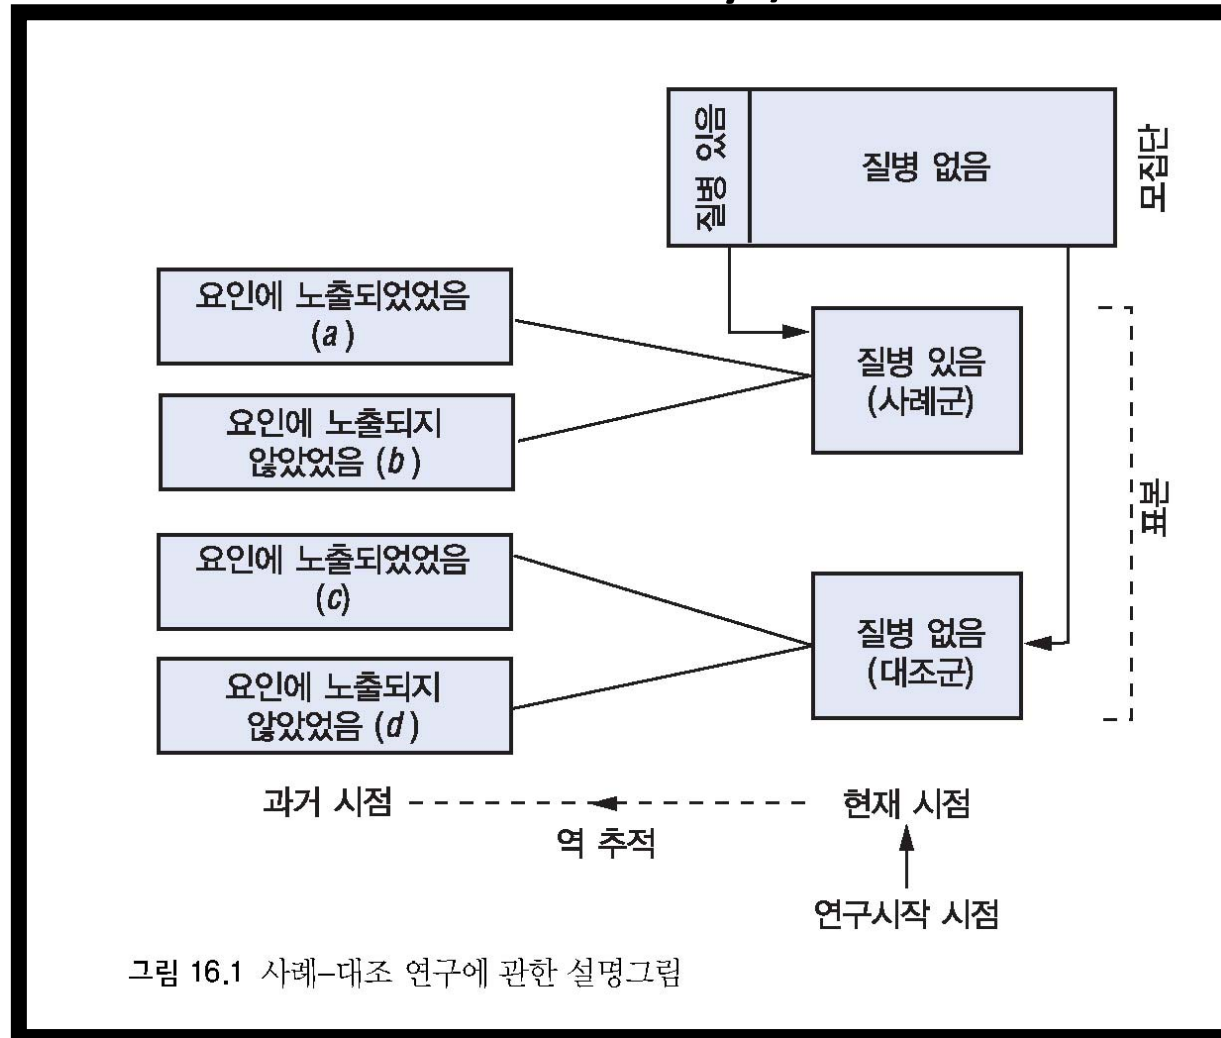 질병 있음
질병 없음
모집단
요인에 노출되었었음
(a)
요인에 노출되지
않았었음 (b)
질병 있음
(사례군)
표본
요인에 노출되었었음
(c)
요인에 노출되지
않았었음 (d)
질병 없음
(대조군)
과거 시점
현재 시점
역 추적
연구시작 시점
그림 16.1 사례-대조 연구에 관한 설명그림